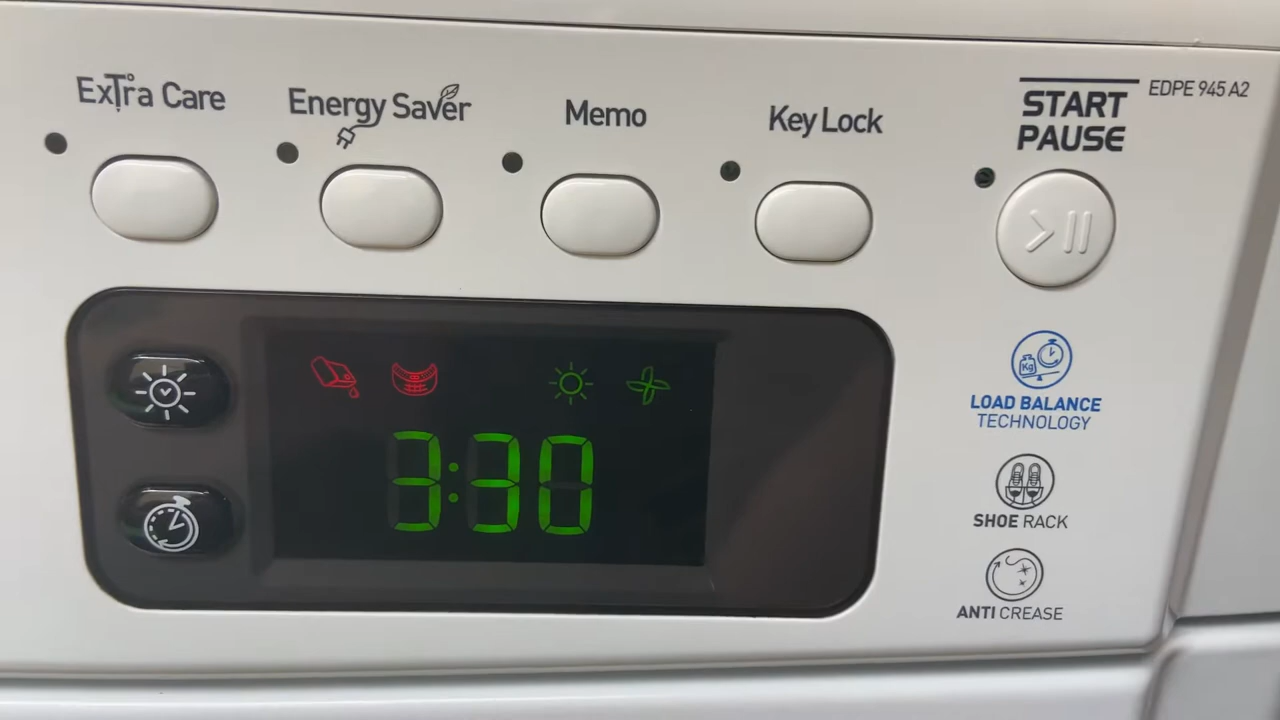 Extra Care
Energy Saver
Memo
Key Lock
START
PAUSE
EDPE 945 A2
3:30
Kg
LOAD BALANCE
TECHNOLOGY
SHOE RACK
ANTI CREASE